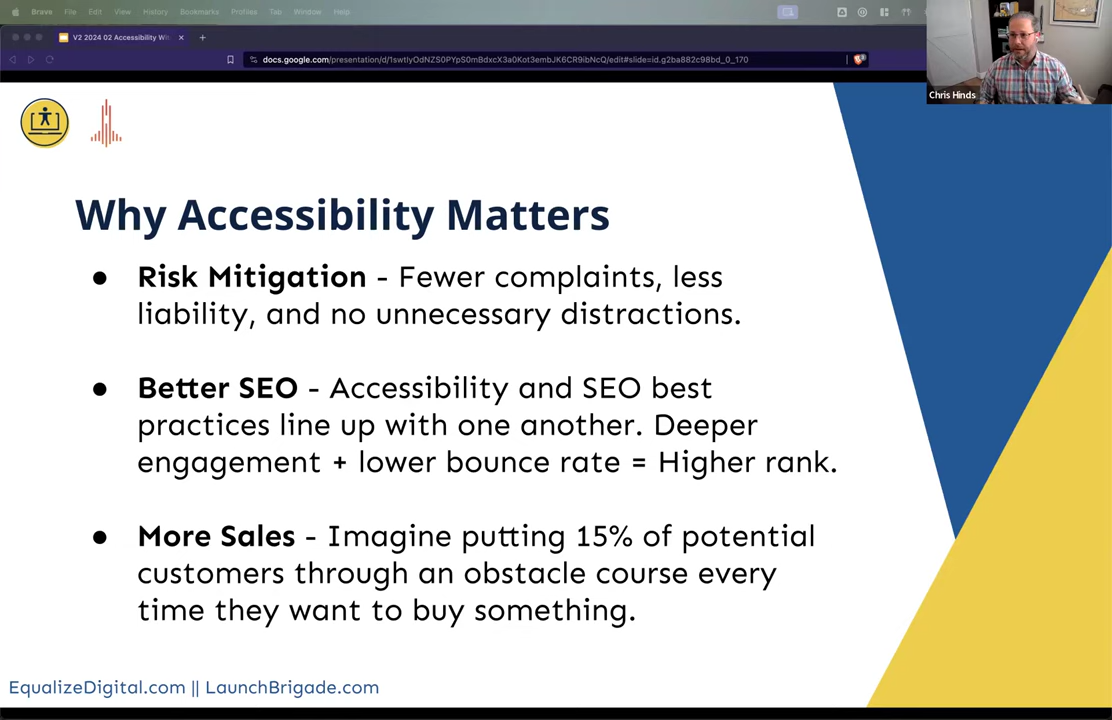 Brave File Edit View History Bookmarks Profiles Tab Window Help
V2 2024 02 Accessibility Wit
docs.google.com/presentation/d/1swtIyOdNZS0PYpS0mBdxcX3a0Kot3embJK6CR9ibNcQ/edit#slide=id.g2ba882c98bd_0_170
Chris Hinds
Why Accessibility Matters
● Risk Mitigation - Fewer complaints, less
liability, and no unnecessary distractions.
● Better SEO - Accessibility and SEO best
practices line up with one another. Deeper
engagement + lower bounce rate = Higher rank.
● More Sales - Imagine putting 15% of potential
customers through an obstacle course every
time they want to buy something.
EqualizeDigital.com || LaunchBrigade.com